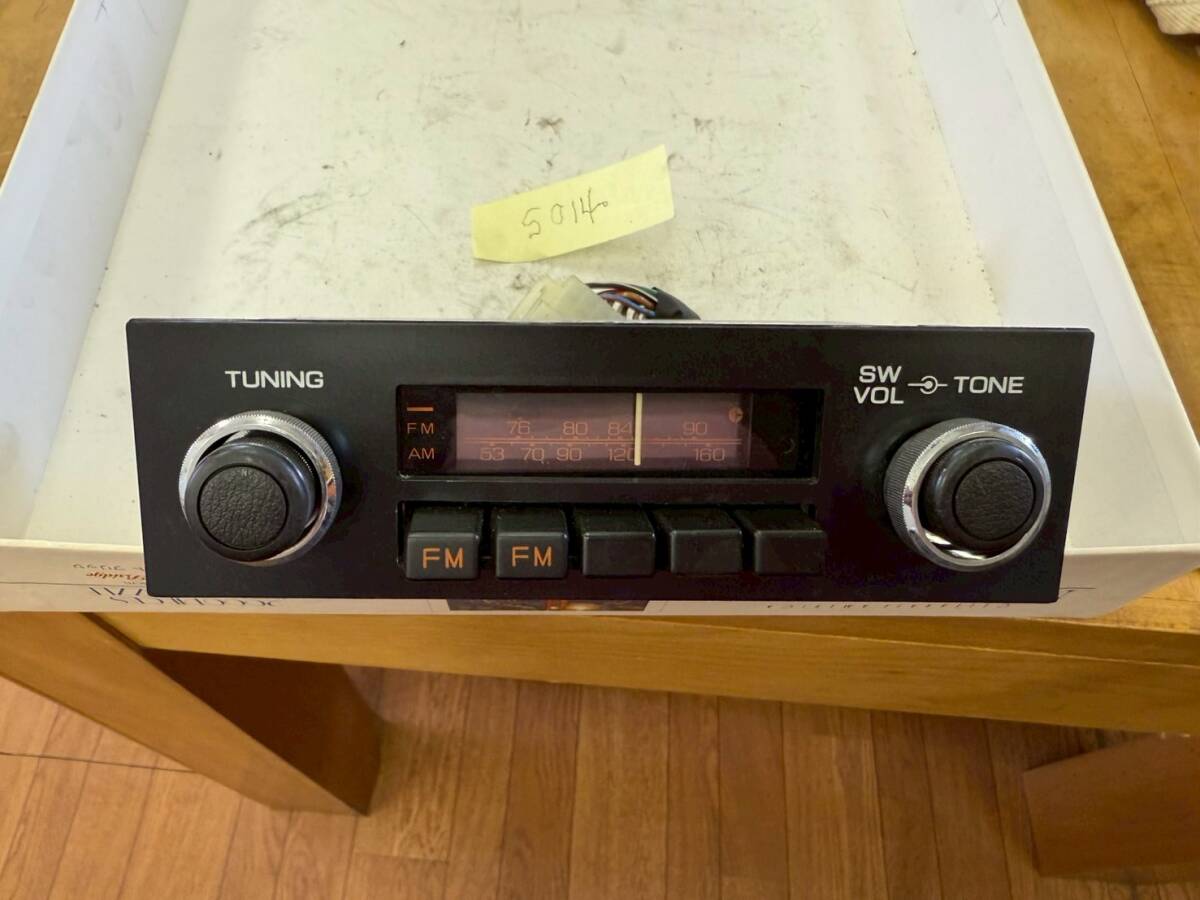 5014
TUNING
SW
VOL
TONE
FM 76 80 84 90
AM 53 70 90 120 160
FM FM